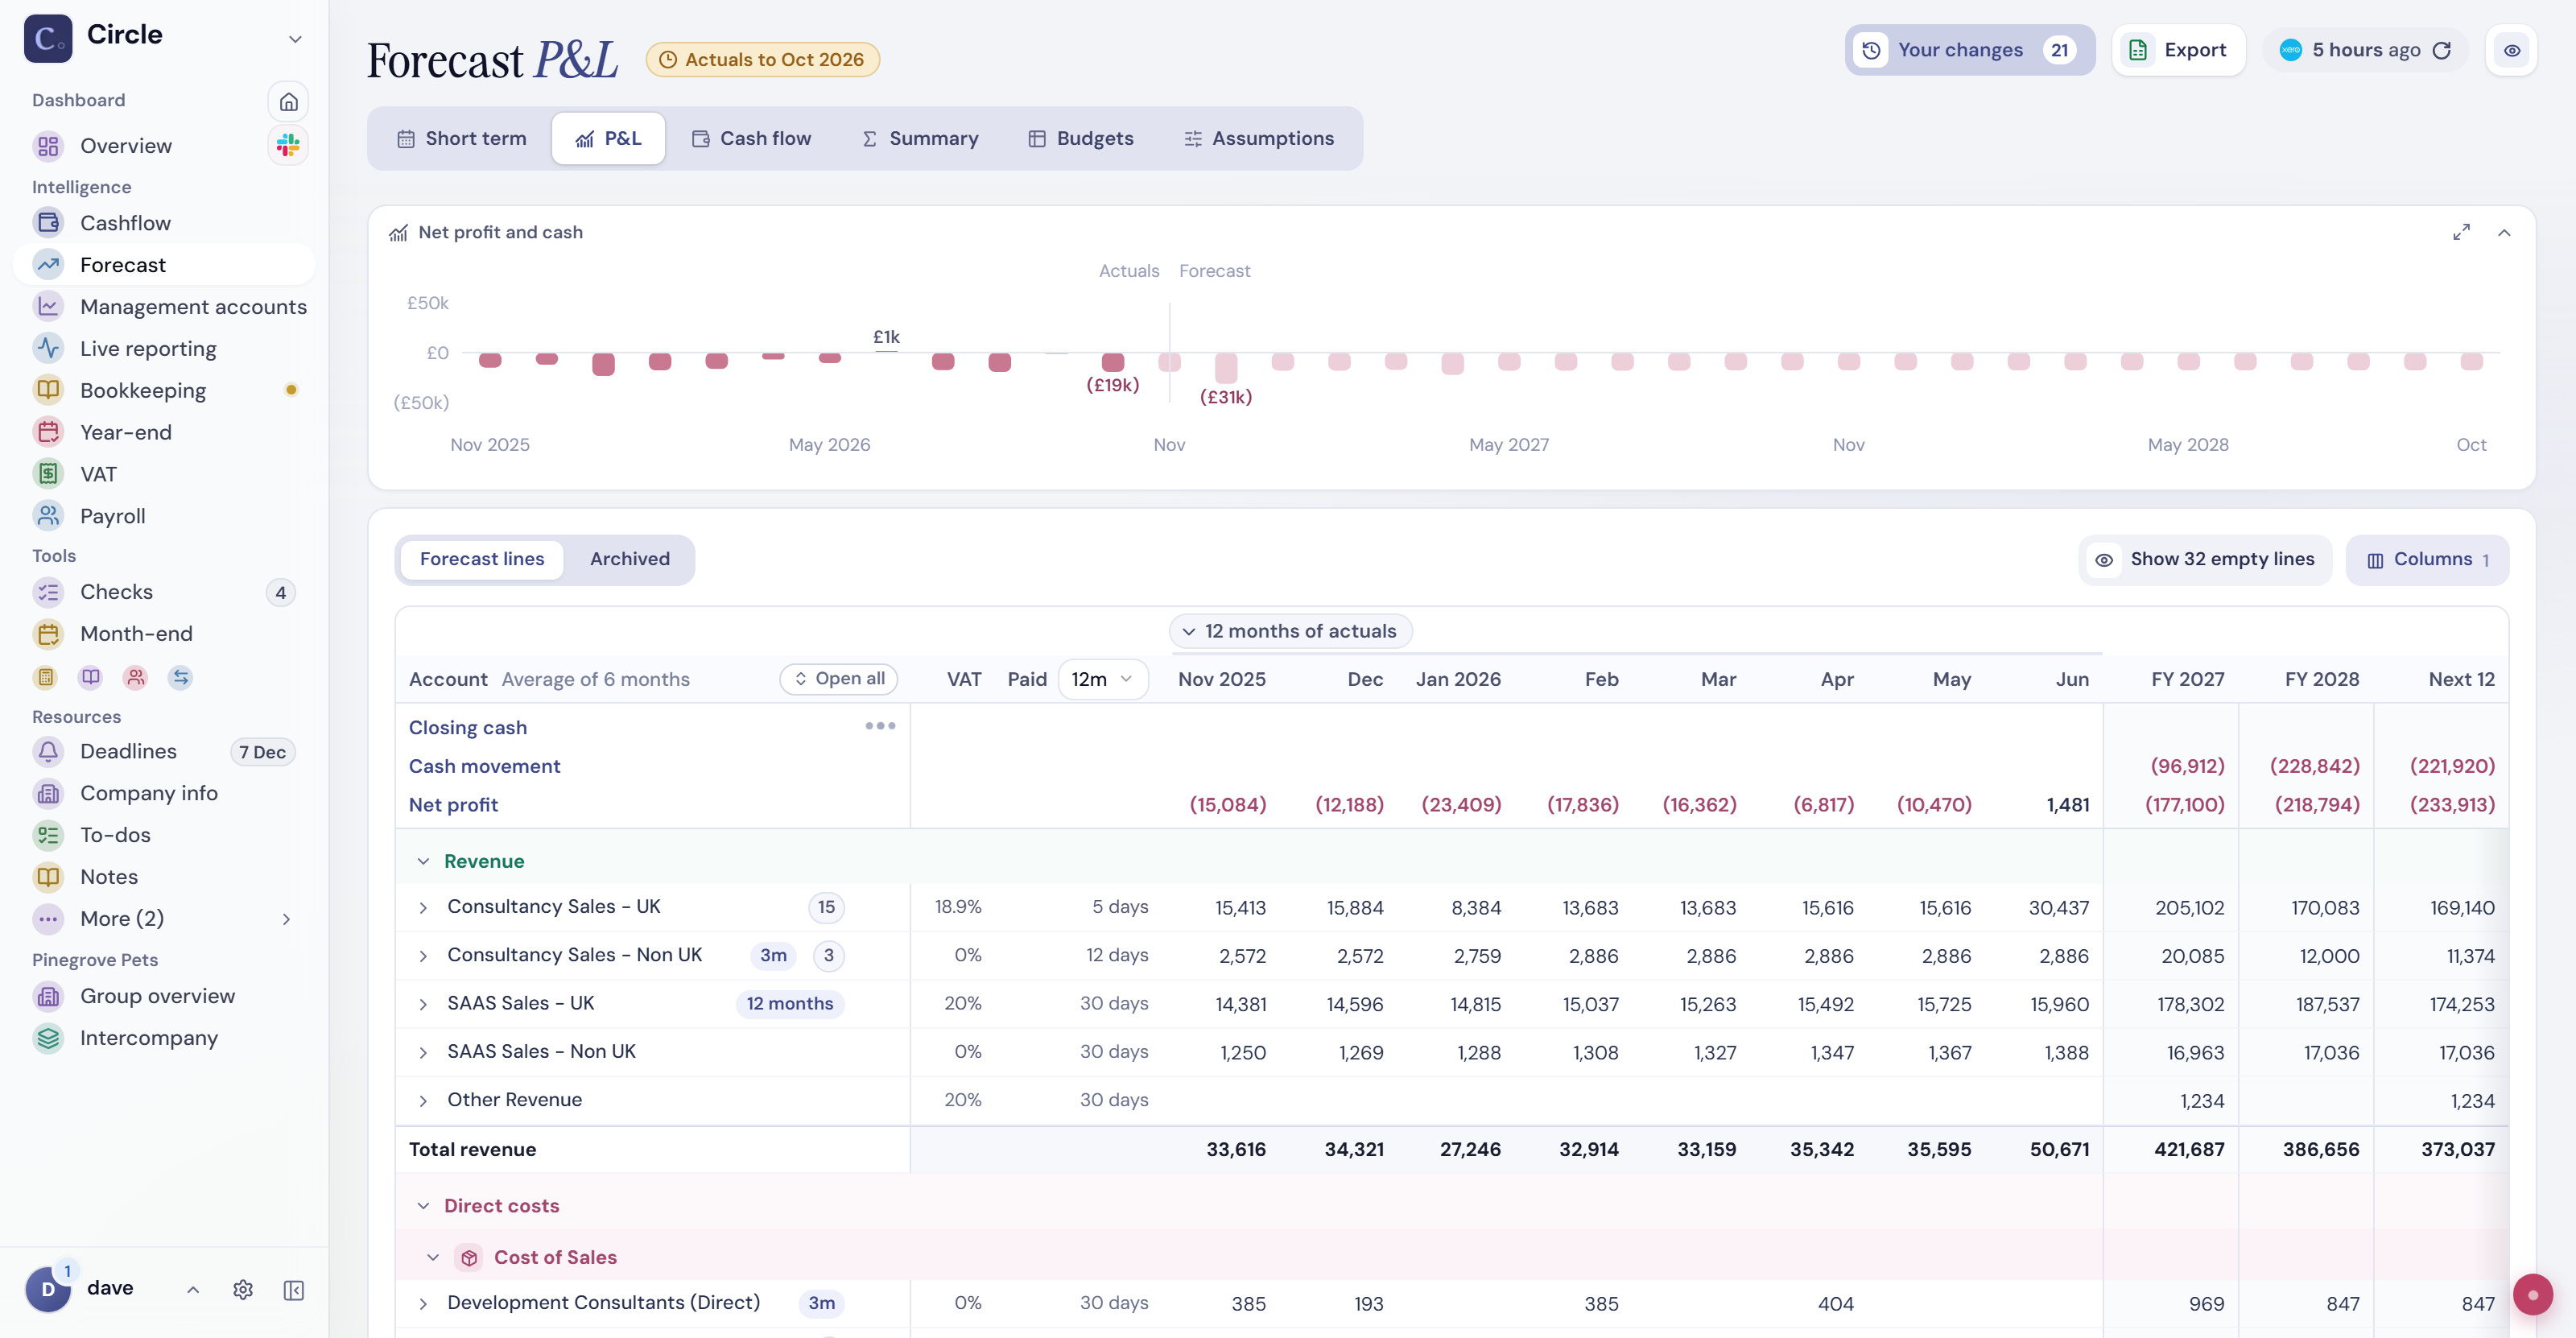 C.
Circle
Dashboard
Overview
Intelligence
Cashflow
Forecast
Management accounts
Live reporting
Bookkeeping
Year-end
VAT
Payroll
Tools
Checks 4
Month-end
Resources
Deadlines 7 Dec
Company info
To-dos
Notes
More (2)
Pinegrove Pets
Group overview
Intercompany
D 1 dave
Forecast P&L Actuals to Oct 2026
Your changes 21 Export xero 5 hours ago
Short term P&L Cash flow Summary Budgets Assumptions
Net profit and cash
Actuals Forecast
£50k
£1k
£0
(£19k)
(£31k)
(£50k)
Nov 2025 May 2026 Nov May 2027 Nov May 2028 Oct
Forecast lines Archived Show 32 empty lines Columns 1
12 months of actuals
Account Average of 6 months Open all VAT Paid 12m Nov 2025 Dec Jan 2026 Feb Mar Apr May Jun FY 2027 FY 2028 Next 12
Closing cash
Cash movement (96,912) (228,842) (221,920)
Net profit (15,084) (12,188) (23,409) (17,836) (16,362) (6,817) (10,470) 1,481 (177,100) (218,794) (233,913)
Revenue
Consultancy Sales - UK 15 18.9% 5 days 15,413 15,884 8,384 13,683 13,683 15,616 15,616 30,437 205,102 170,083 169,140
Consultancy Sales - Non UK 3m 3 0% 12 days 2,572 2,572 2,759 2,886 2,886 2,886 2,886 2,886 20,085 12,000 11,374
SAAS Sales - UK 12 months 20% 30 days 14,381 14,596 14,815 15,037 15,263 15,492 15,725 15,960 178,302 187,537 174,253
SAAS Sales - Non UK 0% 30 days 1,250 1,269 1,288 1,308 1,327 1,347 1,367 1,388 16,963 17,036 17,036
Other Revenue 20% 30 days 1,234 1,234
Total revenue 33,616 34,321 27,246 32,914 33,159 35,342 35,595 50,671 421,687 386,656 373,037
Direct costs
Cost of Sales
Development Consultants (Direct) 3m 0% 30 days 385 193 385 404 969 847 847